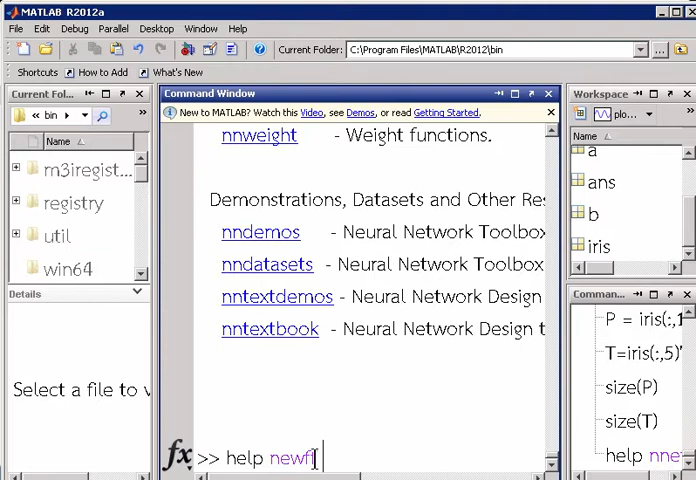 MATLAB R2012a
File Edit Debug Parallel Desktop Window Help
Current Folder: C:\Program Files\MATLAB\R2012\bin
Shortcuts How to Add What's New
Current Fol...
« bin
Name
m3iregist...
registry
util
win64
Details
Select a file to v
Command Window
New to MATLAB? Watch this Video, see Demos, or read Getting Started.
nnweight - Weight functions.
Demonstrations, Datasets and Other Res
nndemos - Neural Network Toolbox
nndatasets - Neural Network Toolbox
nntextdemos - Neural Network Design
nntextbook - Neural Network Design t
fx >> help newff
Workspace
plo...
Name
a
ans
b
iris
Comman...
P = iris(:,1
T=iris(:,5)'
size(P)
size(T)
help nne